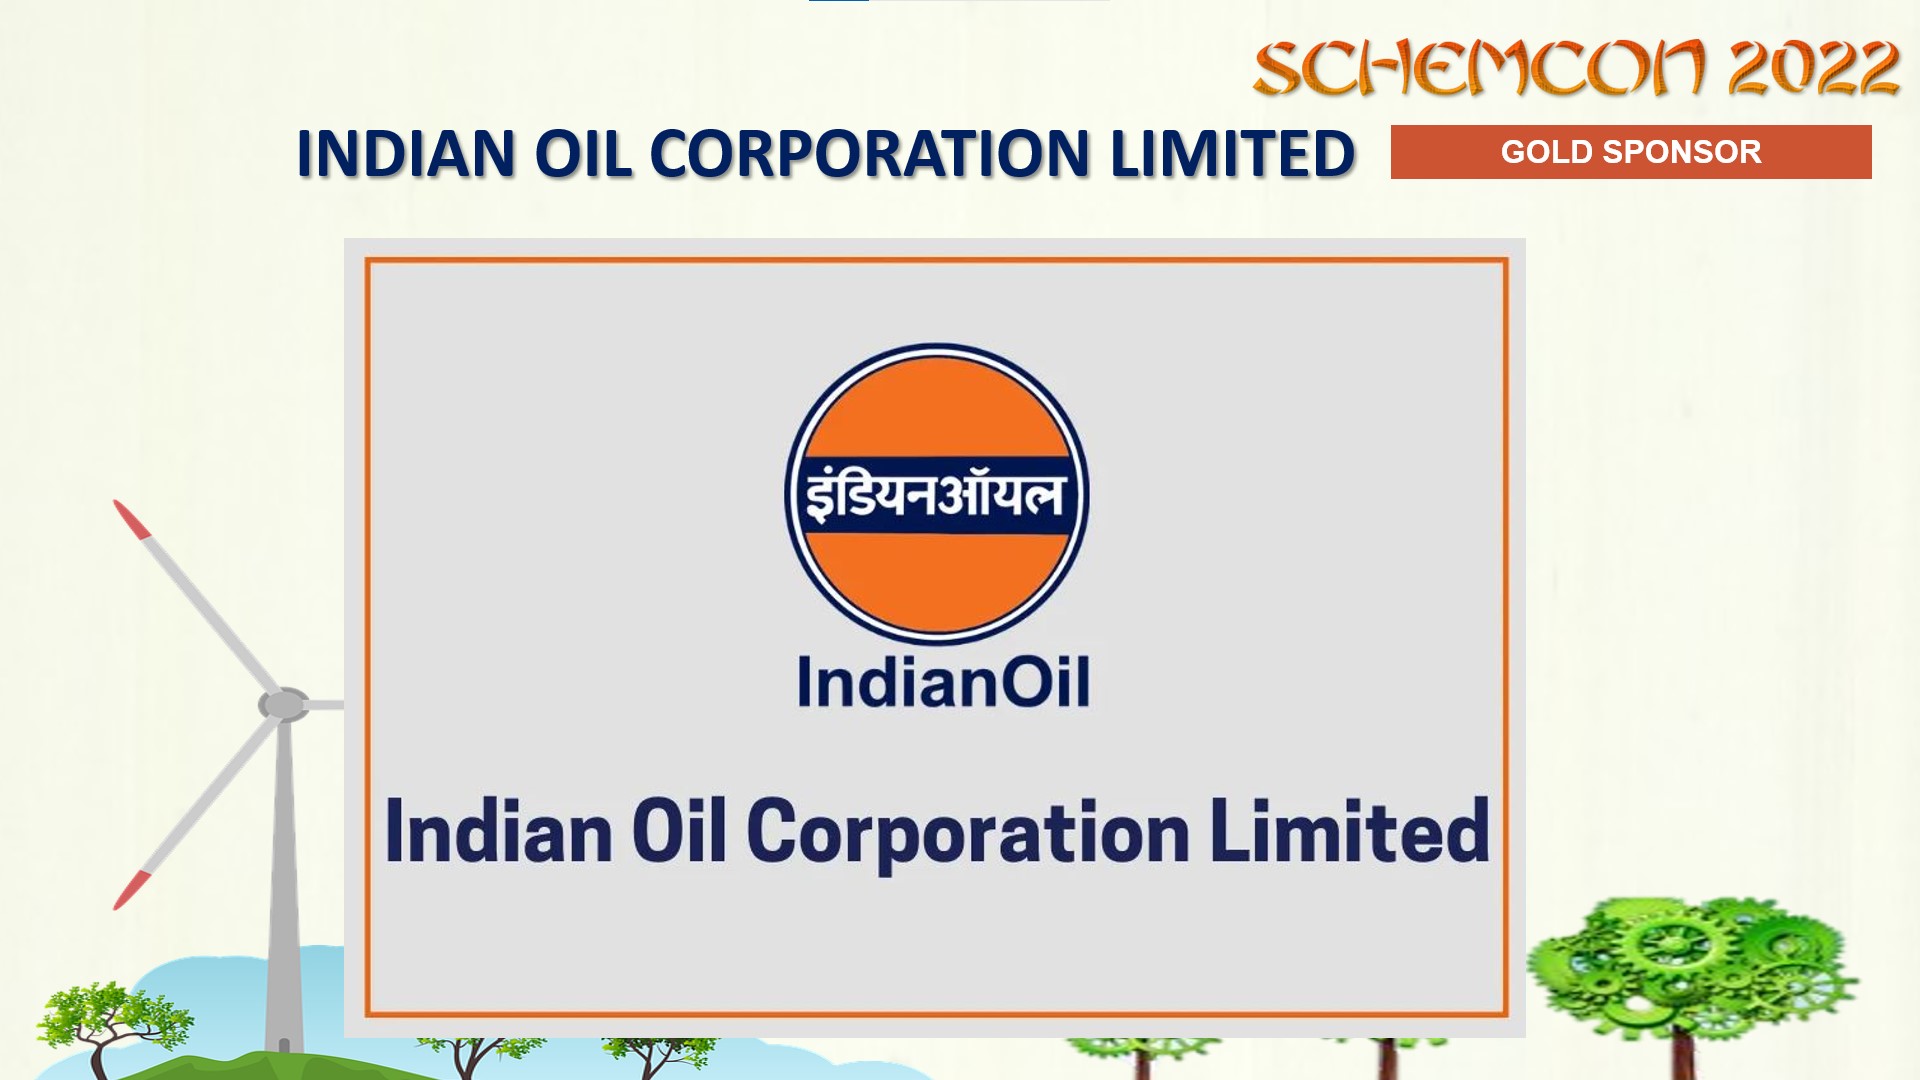 SCHEMCON 2022
INDIAN OIL CORPORATION LIMITED
GOLD SPONSOR
इंडियनऑयल
IndianOil
Indian Oil Corporation Limited